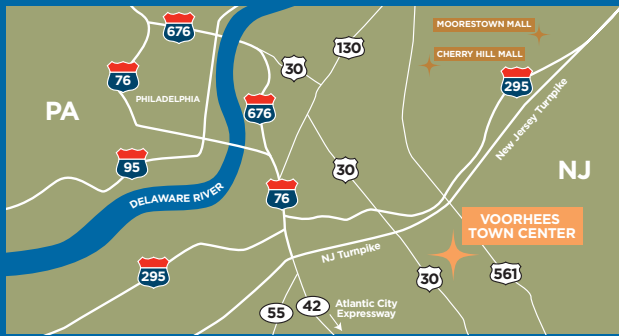 MOORESTOWN MALL
676
130
CHERRY HILL MALL
30
76
295
PHILADELPHIA
PA
676
New Jersey Turnpike
95
30
NJ
76
DELAWARE RIVER
VOORHEES
TOWN CENTER
NJ Turnpike
295
30
561
55
42
Atlantic City
Expressway